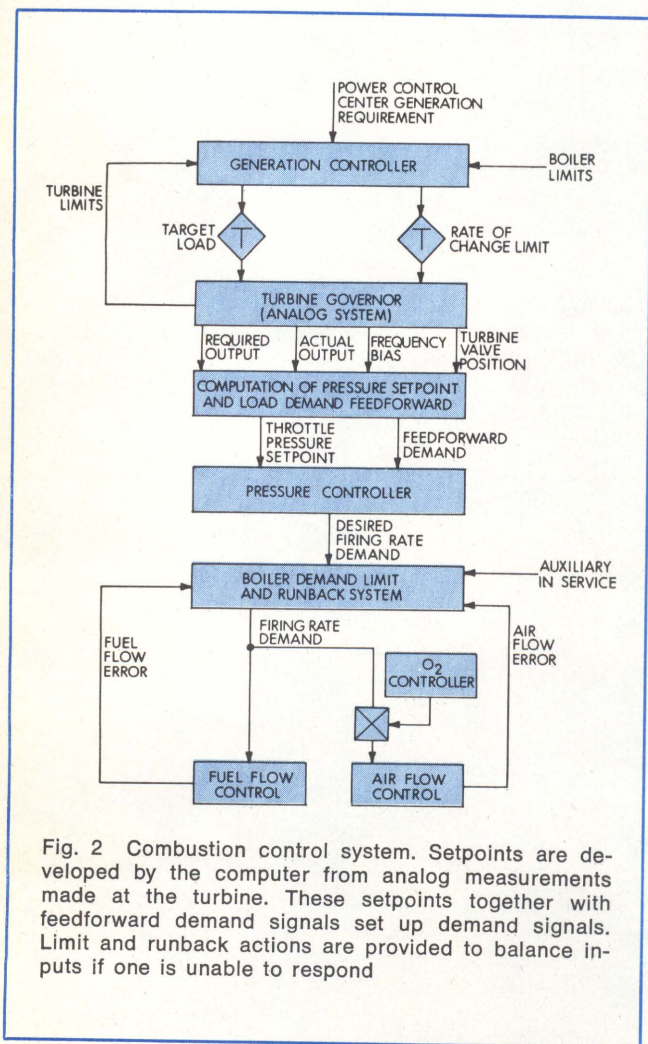 POWER CONTROL
CENTER GENERATION
REQUIREMENT
GENERATION CONTROLLER
BOILER
LIMITS
TURBINE
LIMITS
TARGET
LOAD
T
T
RATE OF
CHANGE LIMIT
TURBINE GOVERNOR
(ANALOG SYSTEM)
REQUIRED
OUTPUT
ACTUAL
OUTPUT
FREQUENCY
BIAS
TURBINE
VALVE
POSITION
COMPUTATION OF PRESSURE SETPOINT
AND LOAD DEMAND FEEDFORWARD
THROTTLE
PRESSURE
SETPOINT
FEEDFORWARD
DEMAND
PRESSURE CONTROLLER
DESIRED
FIRING RATE
DEMAND
BOILER DEMAND LIMIT
AND RUNBACK SYSTEM
AUXILIARY
IN SERVICE
FUEL
FLOW
ERROR
FIRING RATE
DEMAND
AIR
FLOW
ERROR
O2
CONTROLLER
FUEL FLOW
CONTROL
AIR FLOW
CONTROL
Fig. 2 Combustion control system. Setpoints are de-
veloped by the computer from analog measurements
made at the turbine. These setpoints together with
feedforward demand signals set up demand signals.
Limit and runback actions are provided to balance in-
puts if one is unable to respond